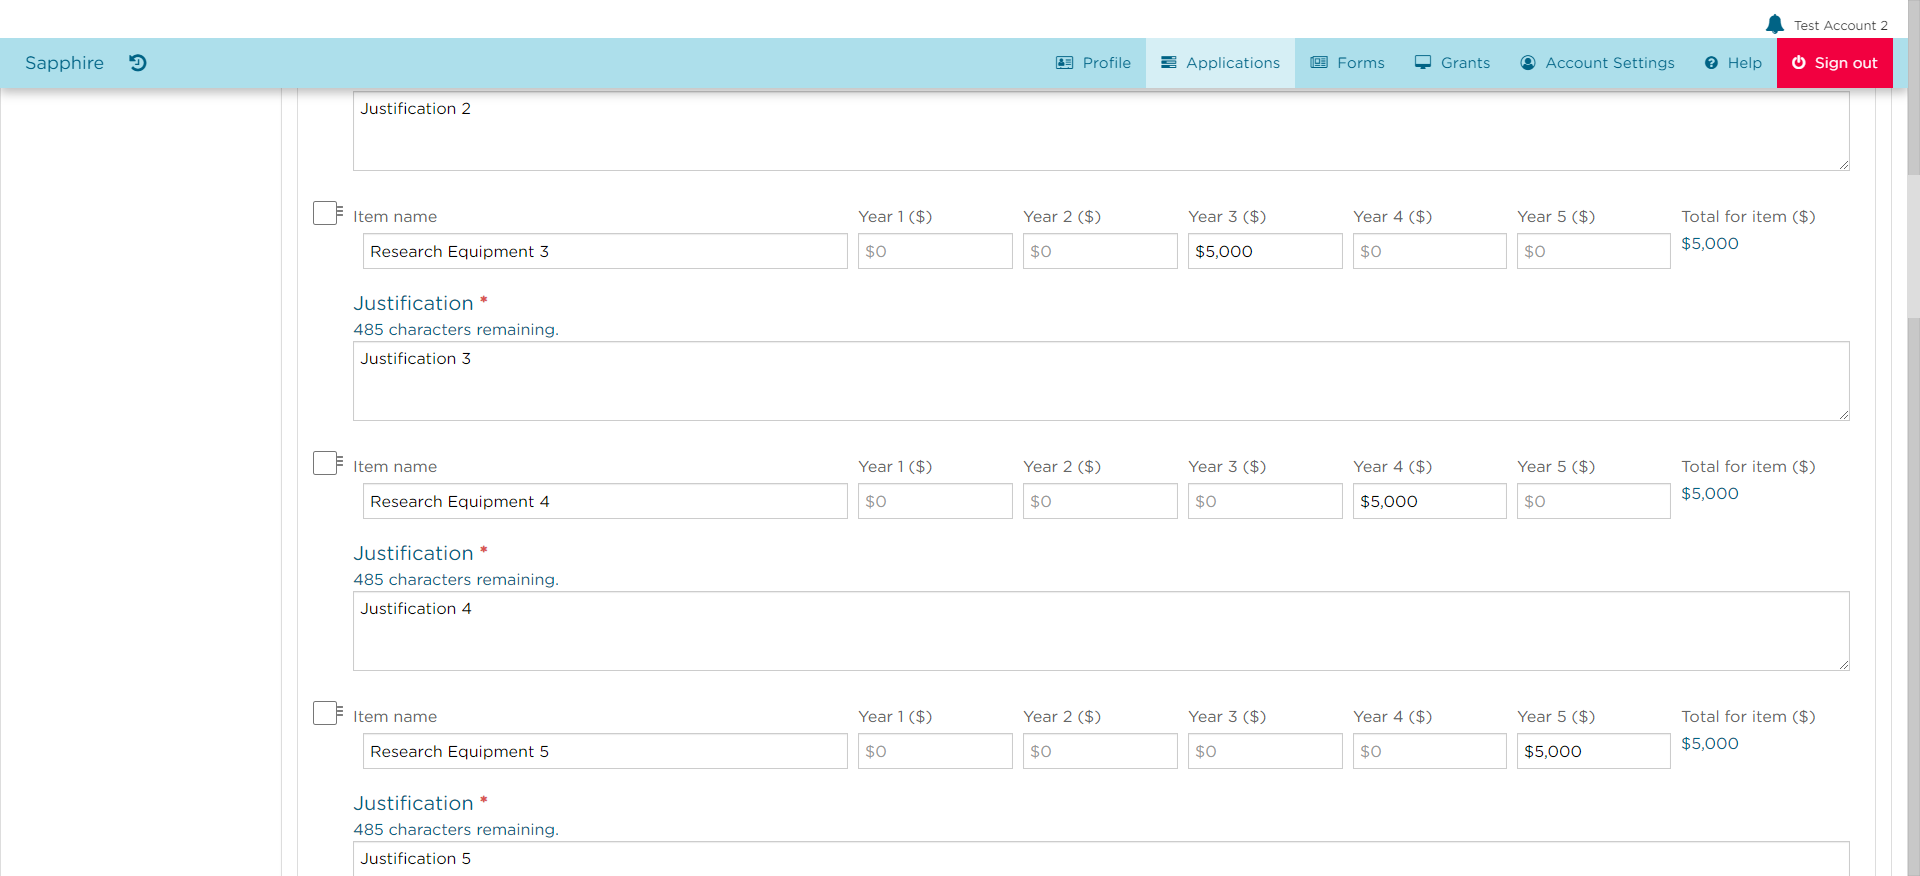 Test Account 2
Sapphire Profile Applications Forms Grants Account Settings Help Sign out
Justification 2
Item name Year 1 ($) Year 2 ($) Year 3 ($) Year 4 ($) Year 5 ($) Total for item ($)
Research Equipment 3 $0 $0 $5,000 $0 $0 $5,000
Justification *
485 characters remaining.
Justification 3
Item name Year 1 ($) Year 2 ($) Year 3 ($) Year 4 ($) Year 5 ($) Total for item ($)
Research Equipment 4 $0 $0 $0 $5,000 $0 $5,000
Justification *
485 characters remaining.
Justification 4
Item name Year 1 ($) Year 2 ($) Year 3 ($) Year 4 ($) Year 5 ($) Total for item ($)
Research Equipment 5 $0 $0 $0 $0 $5,000 $5,000
Justification *
485 characters remaining.
Justification 5